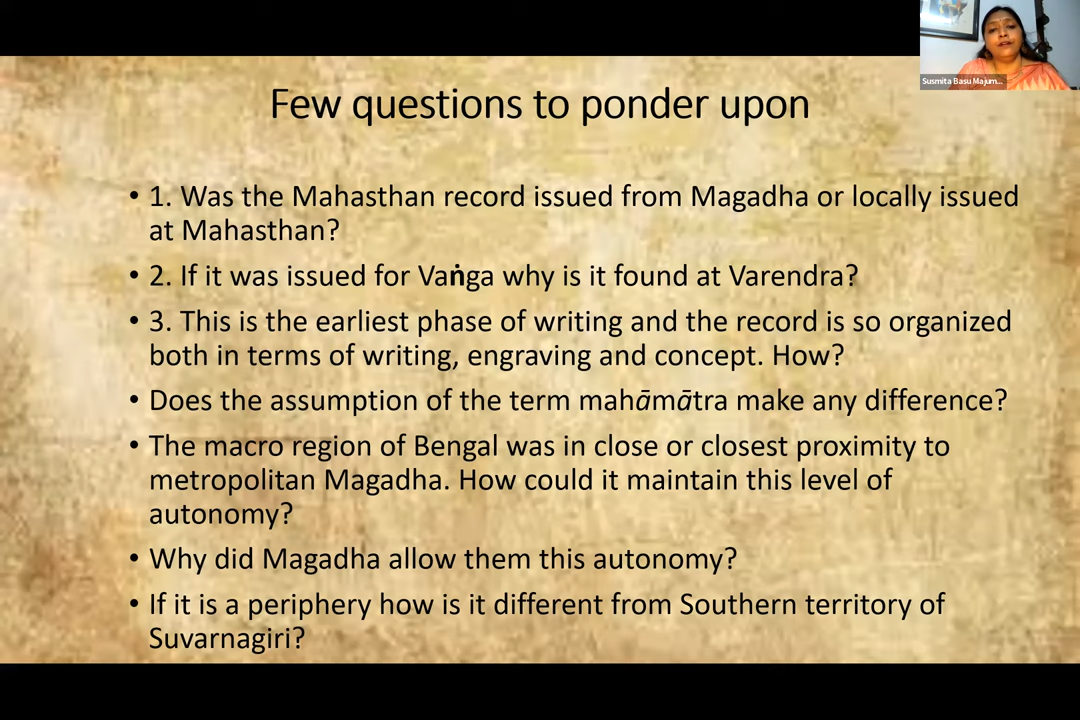 Susmita Basu Majum...
Few questions to ponder upon
• 1. Was the Mahasthan record issued from Magadha or locally issued
at Mahasthan?
• 2. If it was issued for Vaṅga why is it found at Varendra?
• 3. This is the earliest phase of writing and the record is so organized
both in terms of writing, engraving and concept. How?
• Does the assumption of the term mahāmātra make any difference?
• The macro region of Bengal was in close or closest proximity to
metropolitan Magadha. How could it maintain this level of
autonomy?
• Why did Magadha allow them this autonomy?
• If it is a periphery how is it different from Southern territory of
Suvarnagiri?